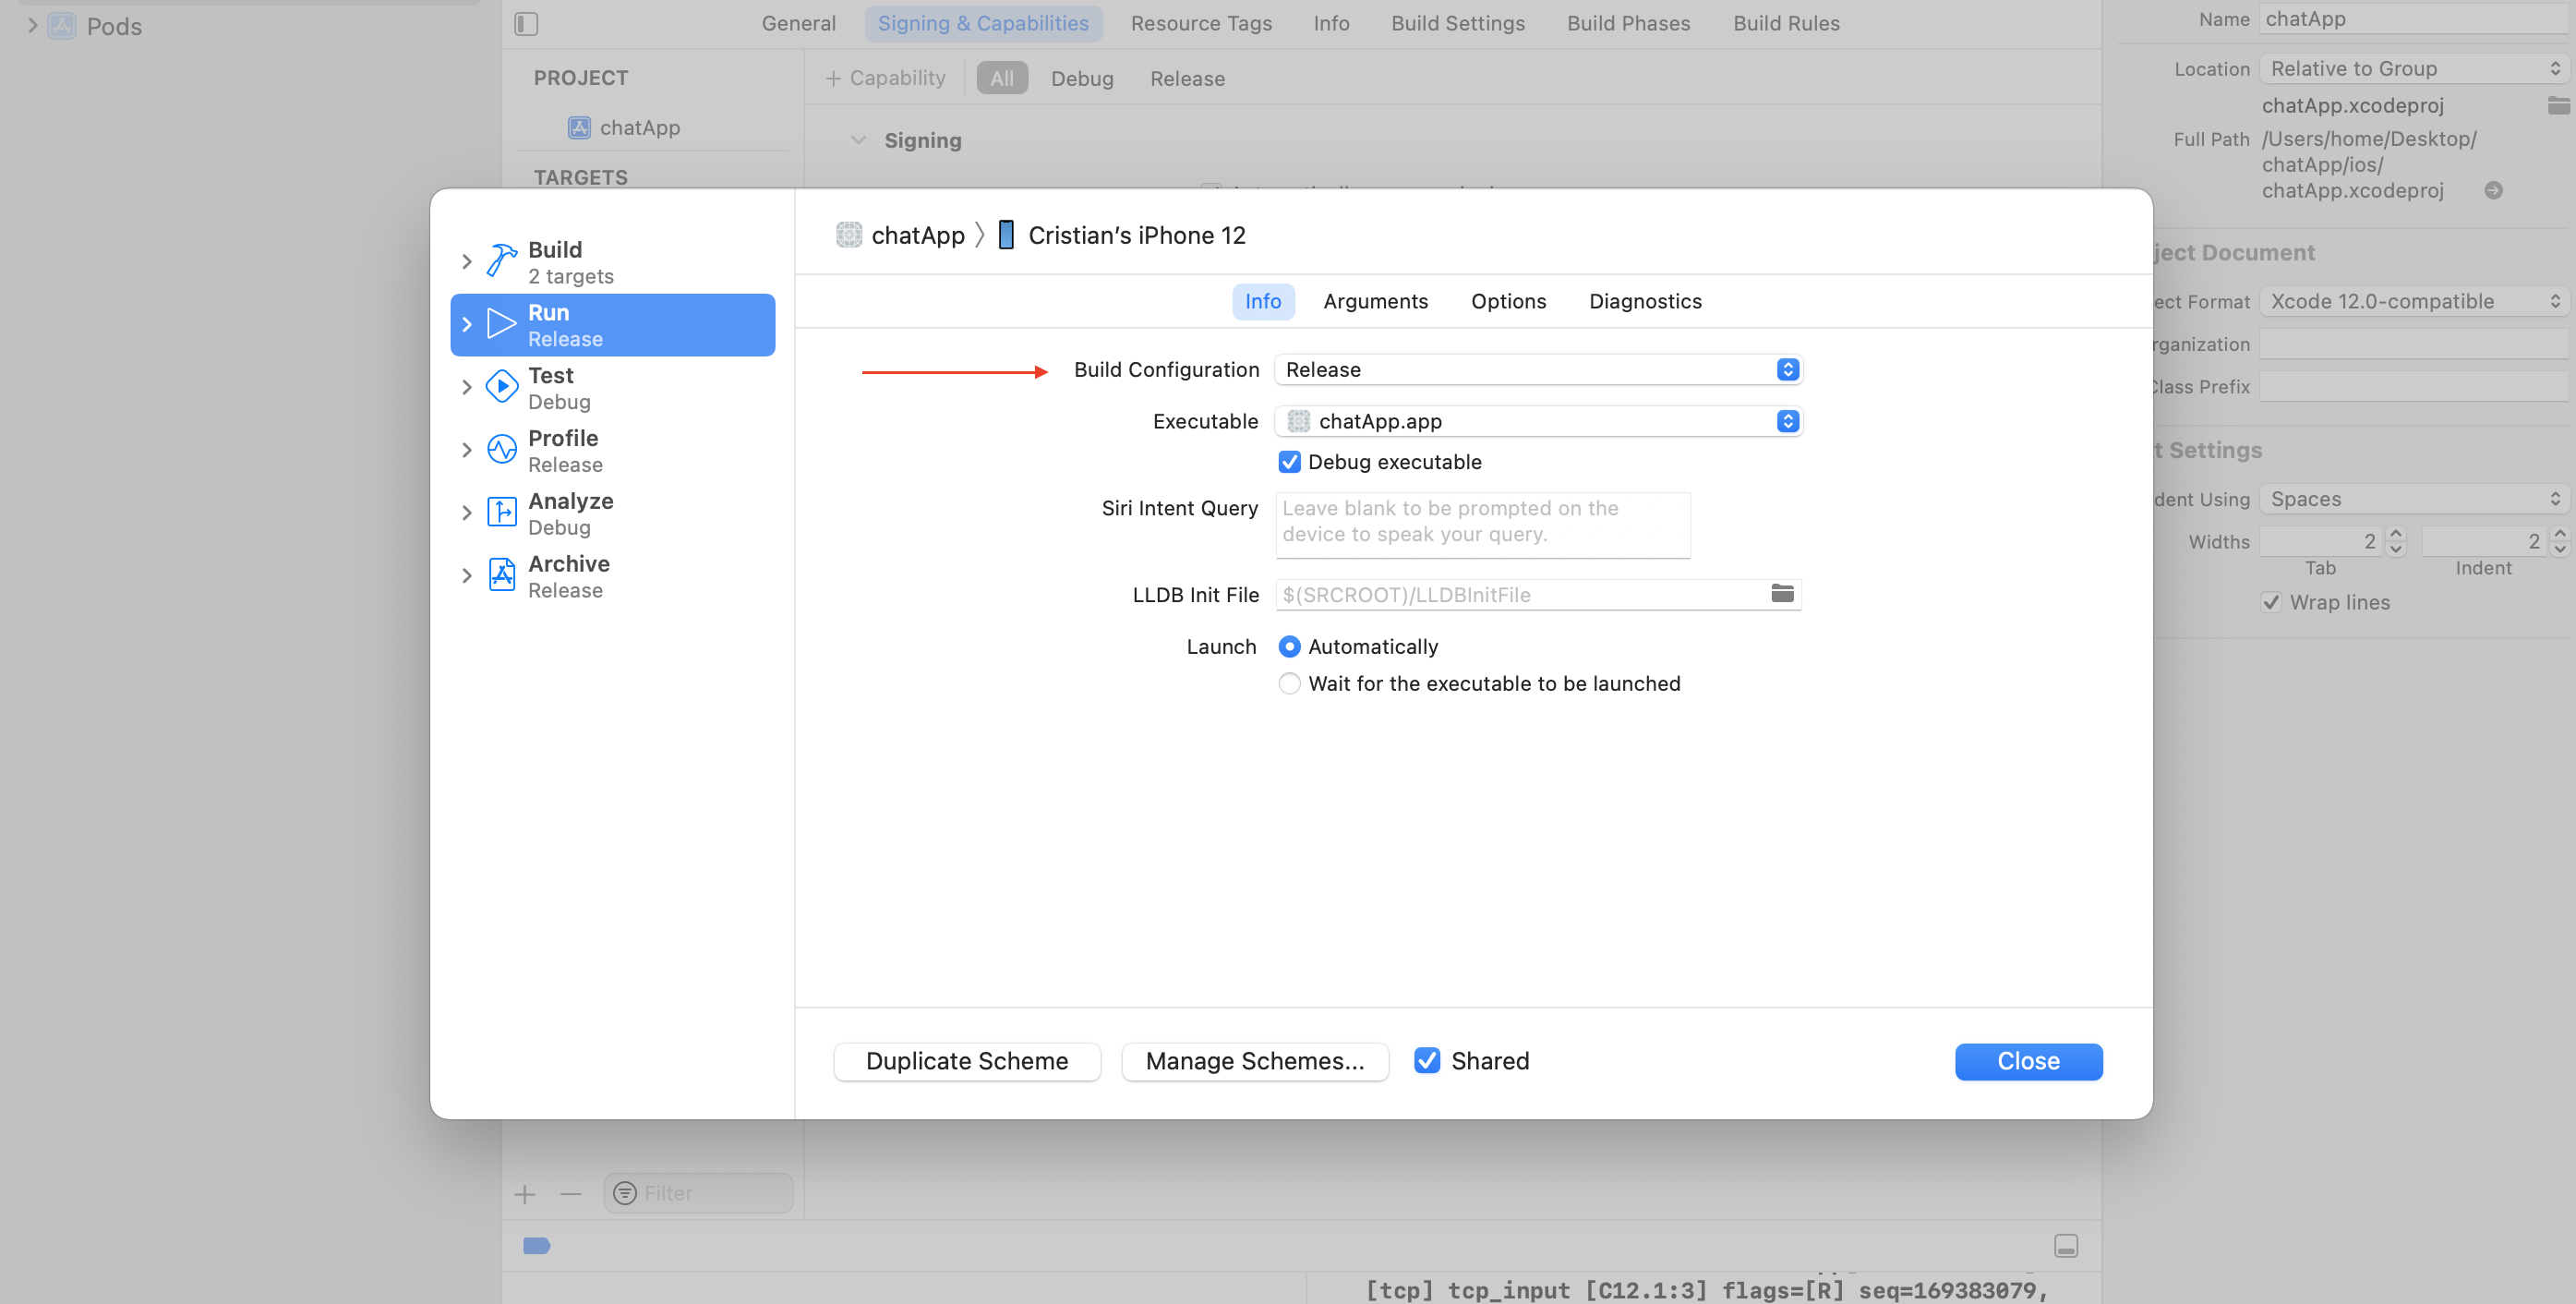 Pods
General
Signing & Capabilities
Resource Tags
Info
Build Settings
Build Phases
Build Rules
PROJECT
chatApp
TARGETS
+ Capability
All
Debug
Release
Signing
Name chatApp
Location Relative to Group
chatApp.xcodeproj
Full Path /Users/home/Desktop/
chatApp/ios/
chatApp.xcodeproj
Build
2 targets
Run
Release
Test
Debug
Profile
Release
Analyze
Debug
Archive
Release
chatApp 〉 Cristian’s iPhone 12
Info
Arguments
Options
Diagnostics
Build Configuration Release
Executable chatApp.app
Debug executable
Siri Intent Query Leave blank to be prompted on the
device to speak your query.
LLDB Init File $(SRCROOT)/LLDBInitFile
Launch Automatically
Wait for the executable to be launched
Duplicate Scheme
Manage Schemes...
Shared
Close
ject Document
ect Format Xcode 12.0-compatible
rganization
lass Prefix
t Settings
dent Using Spaces
Widths 2 2
Tab Indent
Wrap lines
Filter
[tcp] tcp_input [C12.1:3] flags=[R] seq=169383079,